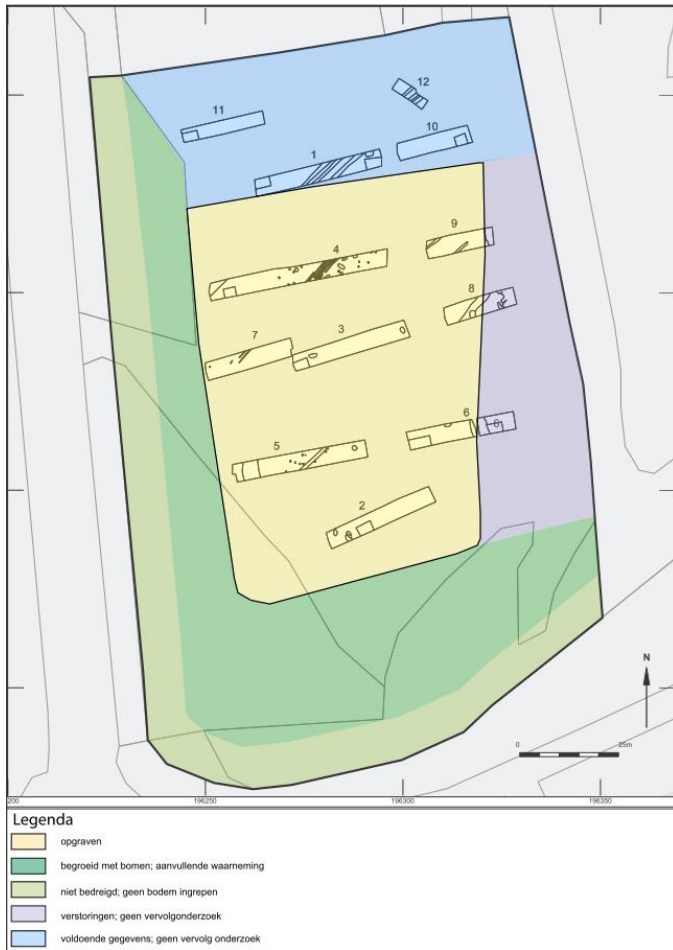 12
11
10
1
9
4
8
7
3
6
5
2
N
0 25m
200 196250 196300 196350
Legenda
opgraven
begroeid met bomen; aanvullende waarneming
niet bedreigd; geen bodem ingrepen
verstoringen; geen vervolgonderzoek
voldoende gegevens; geen vervolg onderzoek